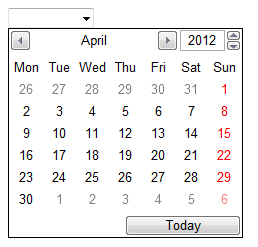 April 2012
Mon Tue Wed Thu Fri Sat Sun
26 27 28 29 30 31 1
2 3 4 5 6 7 8
9 10 11 12 13 14 15
16 17 18 19 20 21 22
23 24 25 26 27 28 29
30 1 2 3 4 5 6
Today